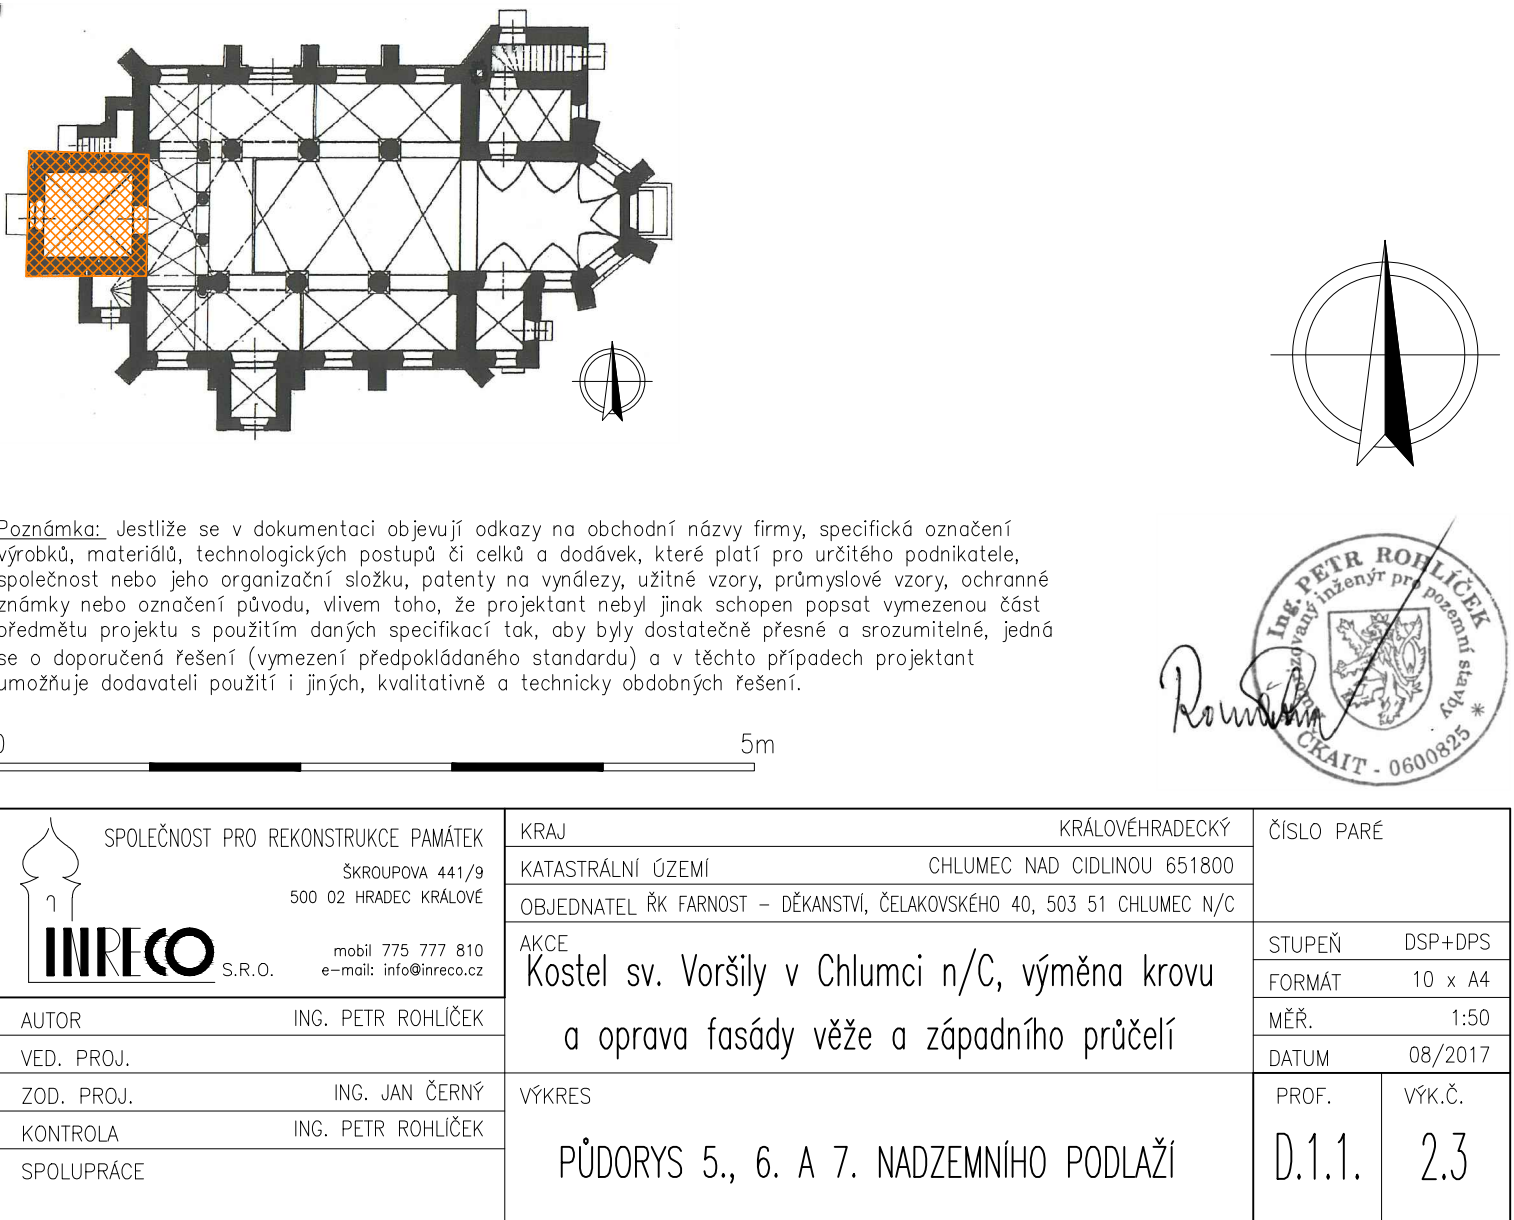 Poznámka: Jestliže se v dokumentaci objevují odkazy na obchodní názvy firmy, specifická označení
výrobků, materiálů, technologických postupů či celků a dodávek, které platí pro určitého podnikatele,
společnost nebo jeho organizační složku, patenty na vynálezy, užitné vzory, průmyslové vzory, ochranné
známky nebo označení původu, vlivem toho, že projektant nebyl jinak schopen popsat vymezenou část
předmětu projektu s použitím daných specifikací tak, aby byly dostatečně přesné a srozumitelné, jedná
se o doporučená řešení (vymezení předpokládaného standardu) a v těchto případech projektant
umožňuje dodavateli použití i jiných, kvalitativně a technicky obdobných řešení.
Ing. PETR ROHLÍČEK
inženýr pro pozemní stavby
ČKAIT - 0600825 *
0 5m
SPOLEČNOST PRO REKONSTRUKCE PAMÁTEK
ŠKROUPOVA 441/9
500 02 HRADEC KRÁLOVÉ
INRECO S.R.O.
mobil 775 777 810
e-mail: info@inreco.cz
AUTOR ING. PETR ROHLÍČEK
VED. PROJ.
ZOD. PROJ. ING. JAN ČERNÝ
KONTROLA ING. PETR ROHLÍČEK
SPOLUPRÁCE
KRAJ KRÁLOVÉHRADECKÝ
KATASTRÁLNÍ ÚZEMÍ CHLUMEC NAD CIDLINOU 651800
OBJEDNATEL ŘK FARNOST – DĚKANSTVÍ, ČELAKOVSKÉHO 40, 503 51 CHLUMEC N/C
AKCE
Kostel sv. Voršily v Chlumci n/C, výměna krovu
a oprava fasády věže a západního průčelí
VÝKRES
PŮDORYS 5., 6. A 7. NADZEMNÍHO PODLAŽÍ
ČÍSLO PARÉ
STUPEŇ DSP+DPS
FORMÁT 10 x A4
MĚŘ. 1:50
DATUM 08/2017
PROF. VÝK.Č.
D.1.1. 2.3